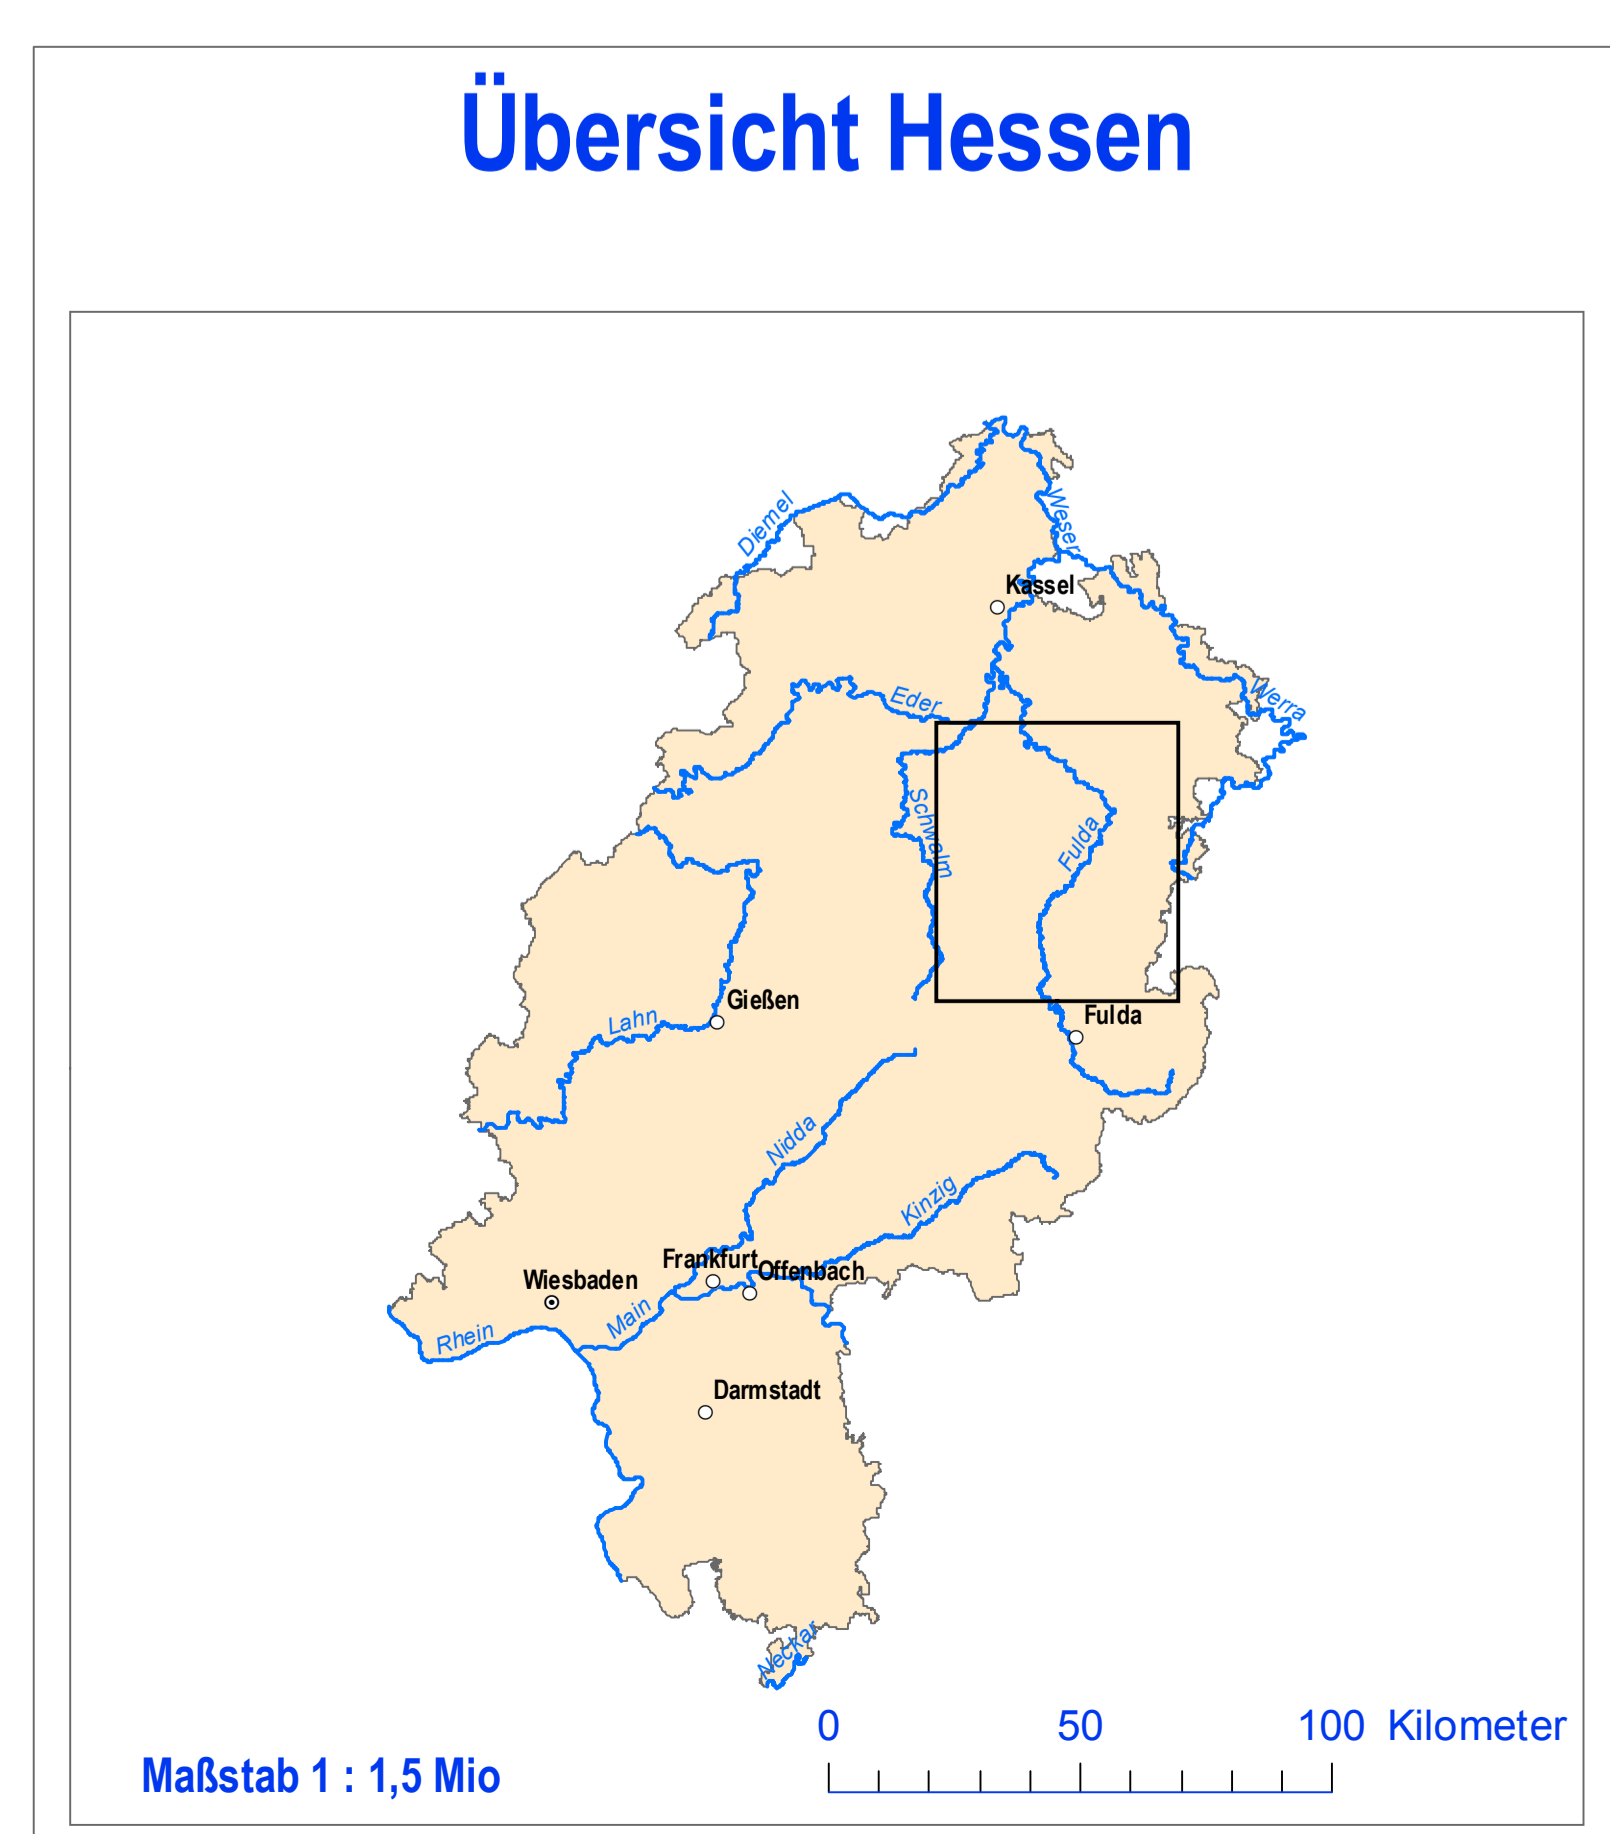 Übersicht Hessen
Diemel
Weser
Kassel
Werra
Eder
Schwalm
Fulda
Gießen
Fulda
Lahn
Nidda
Kinzig
Frankfurt
Offenbach
Wiesbaden
Main
Rhein
Darmstadt
Neckar
0 50 100 Kilometer
Maßstab 1 : 1,5 Mio